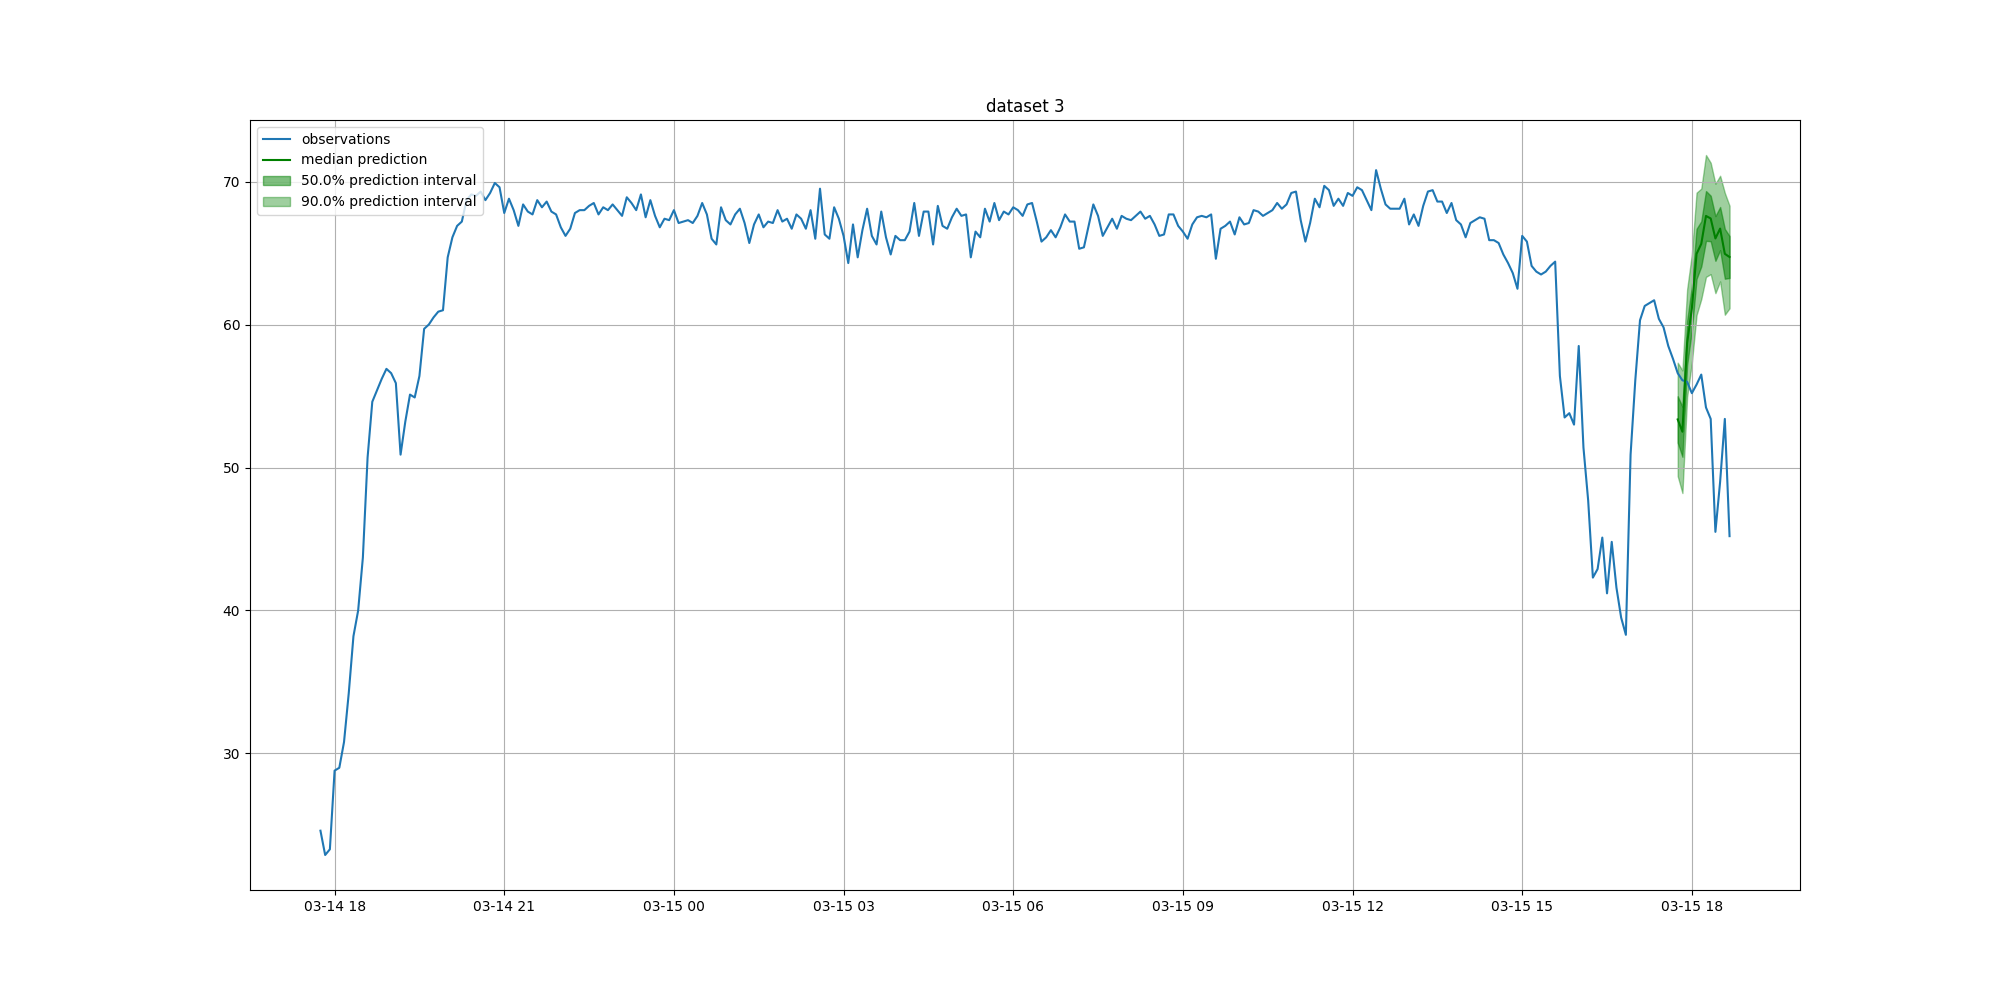 dataset 3
observations
median prediction
50.0% prediction interval
90.0% prediction interval
70
60
50
40
30
03-14 18
03-14 21
03-15 00
03-15 03
03-15 06
03-15 09
03-15 12
03-15 15
03-15 18